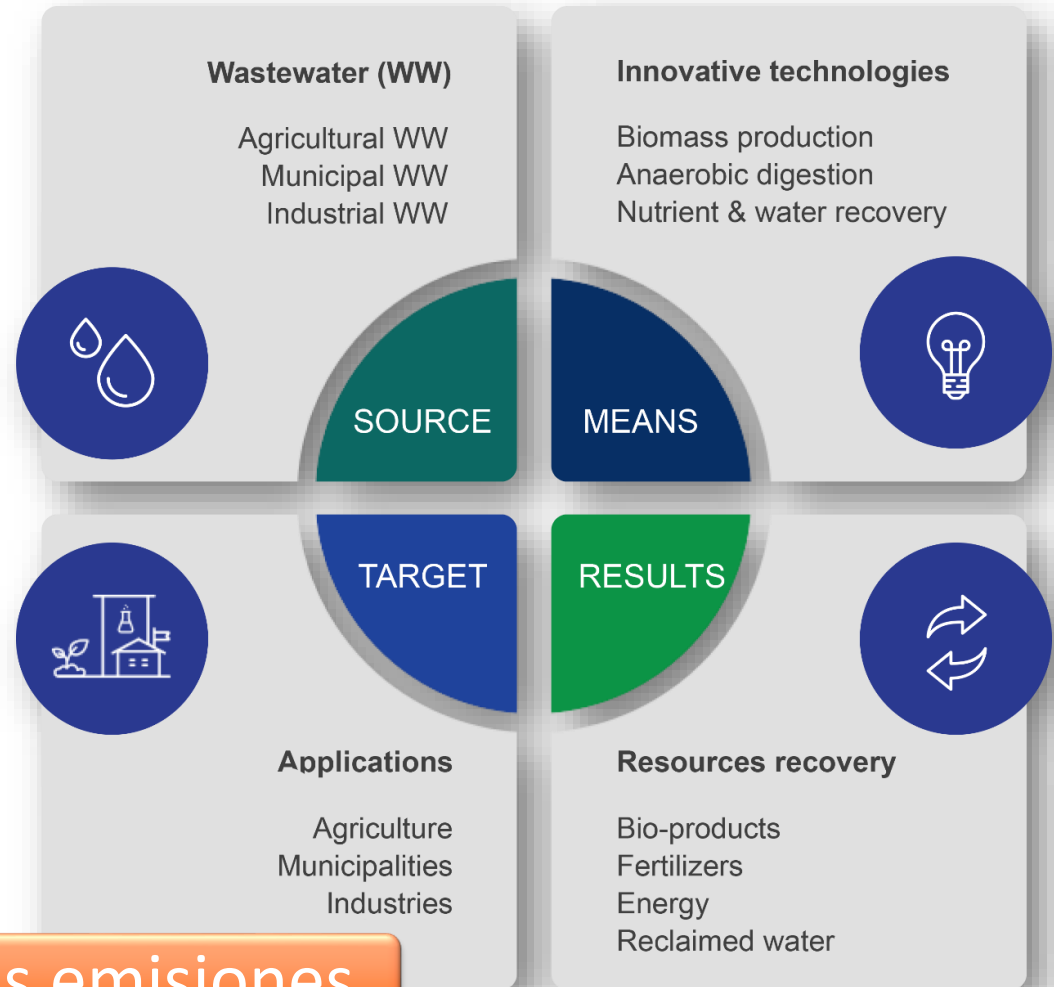 Wastewater (WW)
Agricultural WW
Municipal WW
Industrial WW
SOURCE
Innovative technologies
Biomass production
Anaerobic digestion
Nutrient & water recovery
MEANS
TARGET
Applications
Agriculture
Municipalities
Industries
RESULTS
Resources recovery
Bio-products
Fertilizers
Energy
Reclaimed water
emisiones